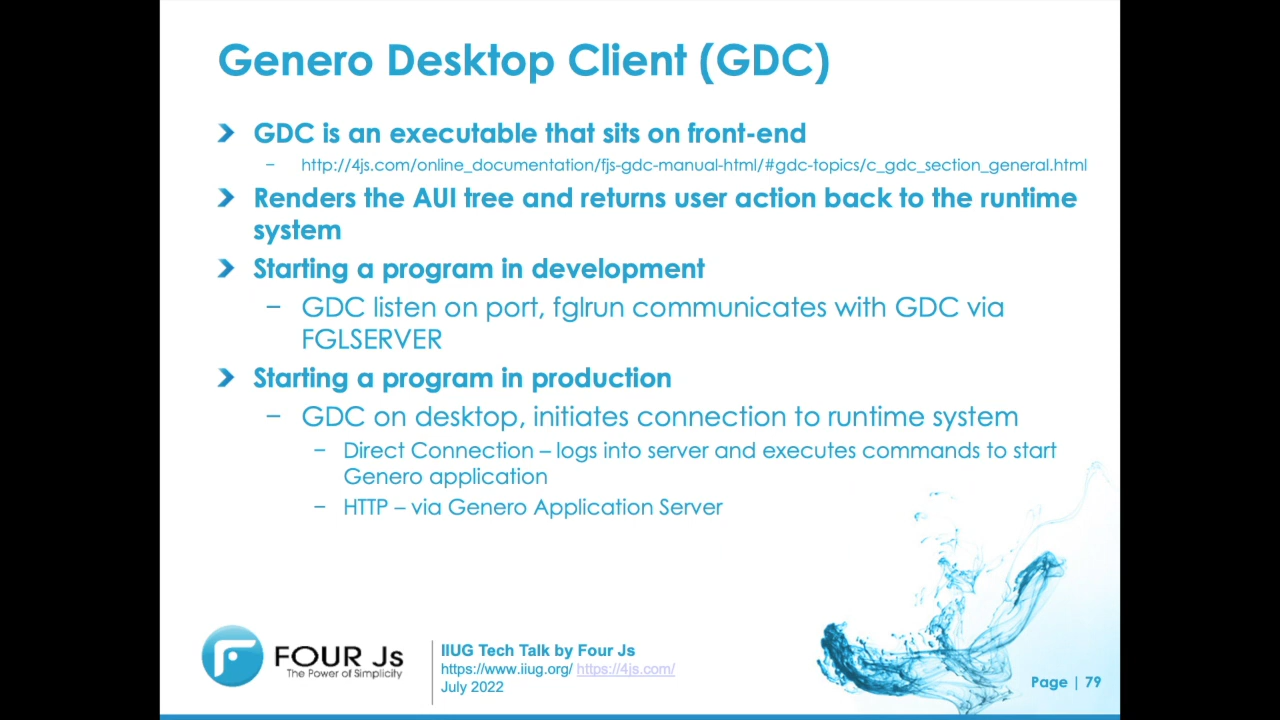 Genero Desktop Client (GDC)
GDC is an executable that sits on front-end
– http://4js.com/online_documentation/fjs-gdc-manual-html/#gdc-topics/c_gdc_section_general.html
Renders the AUI tree and returns user action back to the runtime
system
Starting a program in development
– GDC listen on port, fglrun communicates with GDC via
FGLSERVER
Starting a program in production
– GDC on desktop, initiates connection to runtime system
– Direct Connection – logs into server and executes commands to start
Genero application
– HTTP – via Genero Application Server
FOUR Js
The Power of Simplicity
IIUG Tech Talk by Four Js
https://www.iiug.org/ https://4js.com/
July 2022
Page | 79